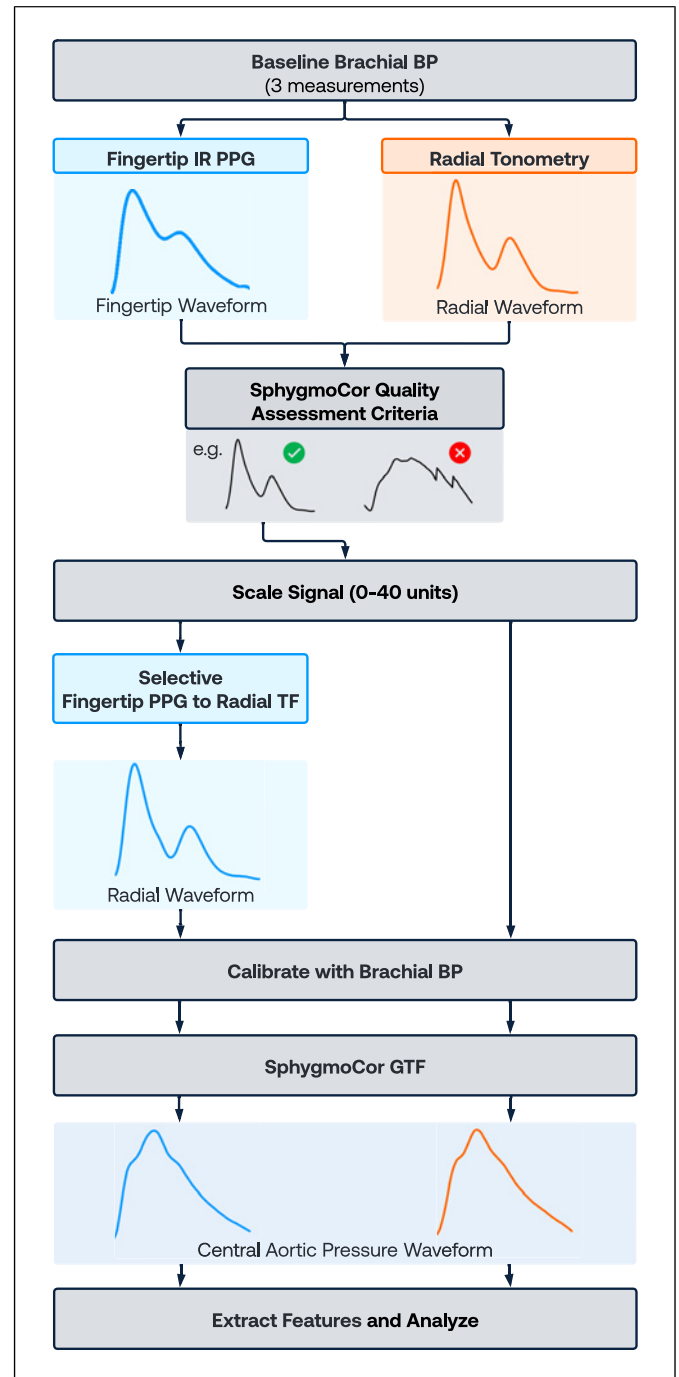 Baseline Brachial BP
(3 measurements)
Fingertip IR PPG
Radial Tonometry
Fingertip Waveform
Radial Waveform
SphygmoCor Quality
Assessment Criteria
e.g.
Scale Signal (0-40 units)
Selective
Fingertip PPG to Radial TF
Radial Waveform
Calibrate with Brachial BP
SphygmoCor GTF
Central Aortic Pressure Waveform
Extract Features and Analyze